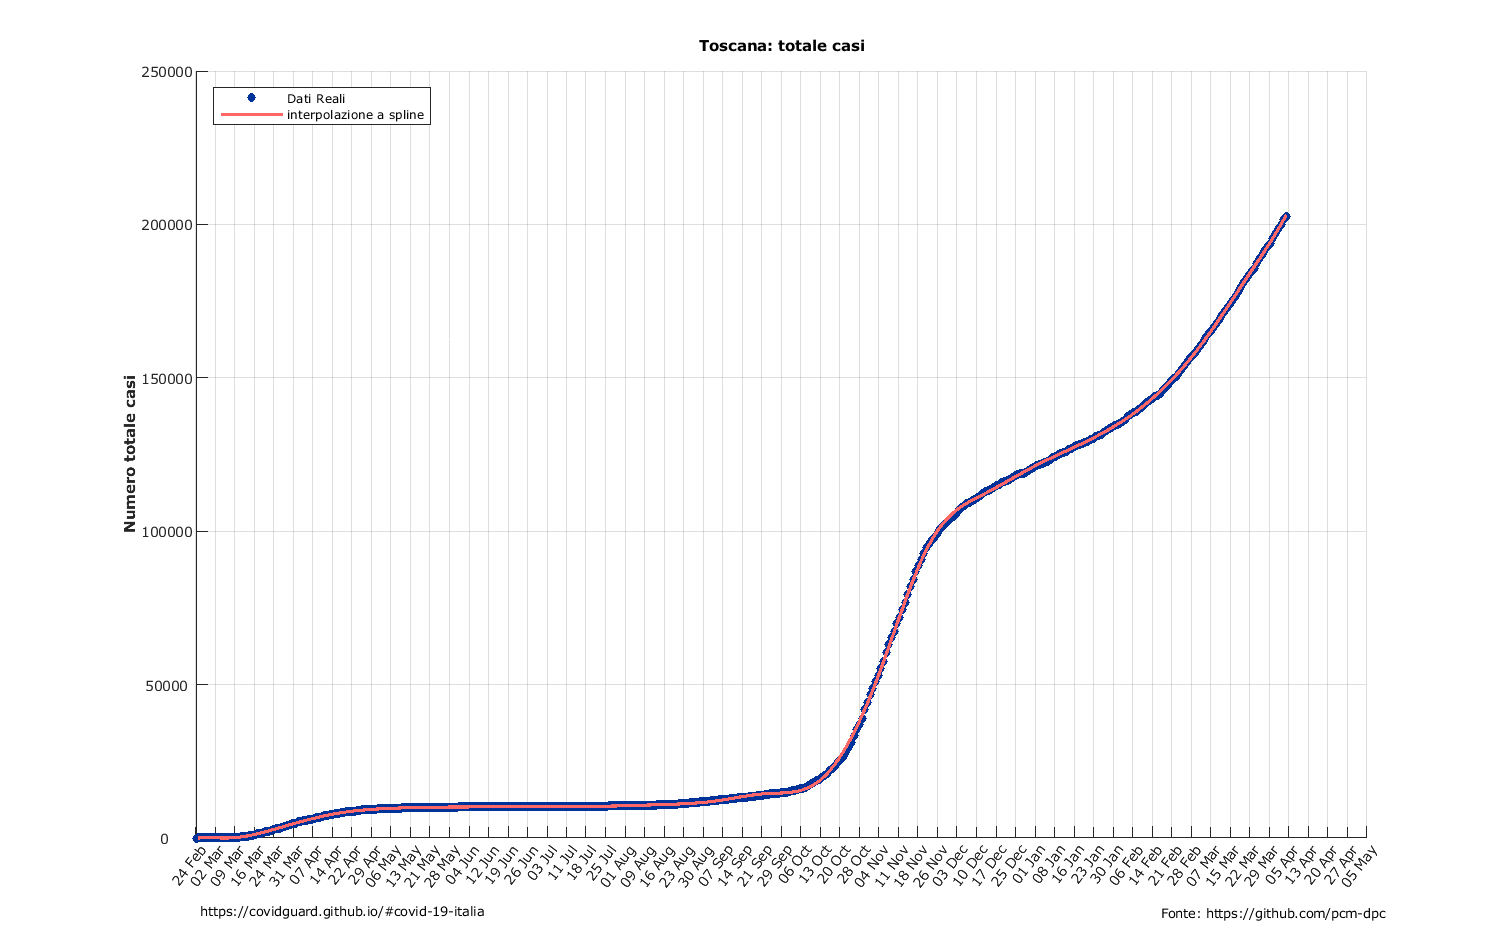 Toscana: totale casi
250000
200000
150000
100000
50000
0
Numero totale casi
Dati Reali
interpolazione a spline
24 Feb
02 Mar
09 Mar
16 Mar
24 Mar
31 Mar
07 Apr
14 Apr
22 Apr
29 Apr
06 May
13 May
21 May
28 May
04 Jun
12 Jun
19 Jun
26 Jun
03 Jul
11 Jul
18 Jul
25 Jul
01 Aug
09 Aug
16 Aug
23 Aug
30 Aug
07 Sep
14 Sep
21 Sep
29 Sep
06 Oct
13 Oct
20 Oct
28 Oct
04 Nov
11 Nov
18 Nov
26 Nov
03 Dec
10 Dec
17 Dec
25 Dec
01 Jan
08 Jan
16 Jan
23 Jan
30 Jan
06 Feb
14 Feb
21 Feb
28 Feb
07 Mar
15 Mar
22 Mar
29 Mar
05 Apr
13 Apr
20 Apr
27 Apr
05 May
https://covidguard.github.io/#covid-19-italia
Fonte: https://github.com/pcm-dpc